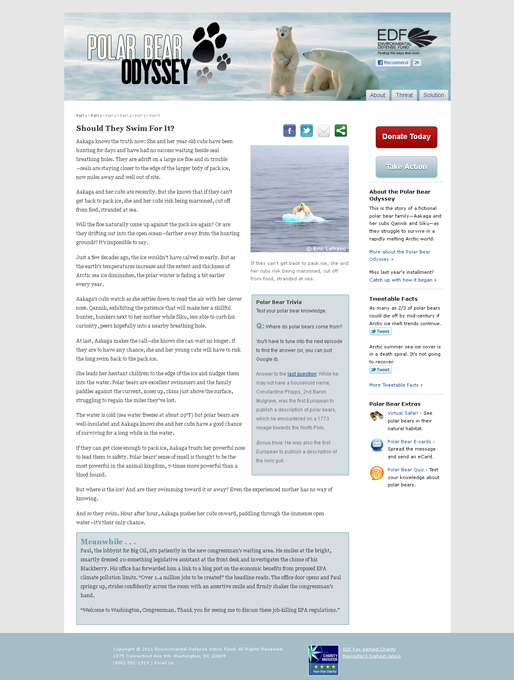 POLAR BEAR
ODYSSEY
EDF
ENVIRONMENTAL
DEFENSE FUND
Finding the ways that work
Recommend
About
Threat
Solution
Should They Swim For It?
Aakaga knows the truth now: She and her year-old cubs have been
hunting for days and have had no success waiting beside seal
breathing holes. They are adrift on a large ice floe and in trouble
—seals are staying closer to the edge of the larger body of pack ice,
now miles away and well out of site.
Aakaga and her cubs ate recently. But she knows that if they can't
get back to pack ice, she and her cubs risk being marooned, cut off
from food, stranded at sea.
Will the floe naturally come up against the pack ice again? Or are
they drifting out into the open ocean—farther away from the hunting
grounds? It's impossible to say.
Just a few decades ago, the ice wouldn't have calved so early. But as
the earth's temperatures increase and the extent and thickness of
Arctic sea ice diminishes, the polar winter is fading a bit earlier
every year.
Aakaga's cubs watch as she settles down to read the air with her clever
nose. Qannik, exhibiting the patience that will make her a skillful
hunter, hunkers next to her mother while Siku, less able to curb his
curiosity, peers hopefully into a nearby breathing hole.
At last, Aakaga makes the call—she knows she can wait no longer. If
they are to have any chance, she and her young cubs will have to risk
the long swim back to the pack ice.
She leads her hesitant children to the edge of the ice and nudges them
into the water. Polar bears are excellent swimmers and the family
paddles against the current, noses up, chins just above the surface,
struggling to regain the miles they've lost.
The water is cold (sea water freezes at about 29°F) but polar bears are
well-insulated and Aakaga knows she and her cubs have a good chance
of surviving for a long while in the water.
If they can get close enough to pack ice, Aakaga trusts her powerful nose
to lead them to safety. Polar bears' sense of smell is thought to be the
most powerful in the animal kingdom, 7-times more powerful than a
blood hound.
But where is the ice? And are they swimming toward it or away? Even the experienced mother has no way of
knowing.
And so they swim. Hour after hour, Aakaga pushes her cubs onward, paddling through the immense open
water—it's their only chance.
© Eric Lefranc
If they can't get back to pack ice, she and
her cubs risk being marooned, cut off
from food, stranded at sea.
Polar Bear Trivia
Test your polar bear knowledge.
Q: Where do polar bears come from?
You'll have to tune into the next episode
to find the answer (or, you can just
Google it).
Answer to the last question: While he
may not have a household name,
Constantine Phipps, 2nd Baron
Mulgrave, was the first European to
publish a description of polar bears,
which he encountered on a 1773
voyage towards the North Pole.
Bonus trivia: He was also the first
European to publish a description of
the ivory gull.
Meanwhile . . .
Paul, the lobbyist for Big Oil, sits patiently in the new congressman's waiting area. He smiles at the bright,
smartly dressed 20-something legislative assistant at the front desk and investigates the chime of his
Blackberry. His office has forwarded him a link to a blog post on the economic benefits from proposed EPA
climate pollution limits. "Over 1.4 million jobs to be created" the headline reads. The office door opens and Paul
springs up, strides confidently across the room with an assertive smile and firmly shakes the congressman's
hand.
"Welcome to Washington, Congressman. Thank you for seeing me to discuss these job-killing EPA regulations."
Donate Today
Take Action
About the Polar Bear
Odyssey
This is the story of a fictional
polar bear family—Aakaga and
her cubs Qannik and Siku—as
they struggle to survive in a
rapidly melting Arctic world.
More about the Polar Bear
Odyssey »
Miss last year's installment?
Catch up with how it began »
Tweetable Facts
As many as 2/3 of polar bears
could die off by mid-century if
Arctic ice melt trends continue.
Tweet
Arctic summer sea ice cover is
in a death spiral. It's not going
to recover.
Tweet
More Tweetable Facts »
Polar Bear Extras
Virtual Safari - See
polar bears in their
natural habitat.
Polar Bear E-cards -
Spread the message
and send an eCard.
Polar Bear Quiz - Test
your knowledge about
polar bears.
Copyright © 2011 Environmental Defense Action Fund. All Rights Reserved.
1875 Connecticut Ave NW, Washington, DC 20009
| Email Us
CHARITY
NAVIGATOR
Four Star Charity
EDF has earned Charity
Navigator's highest rating